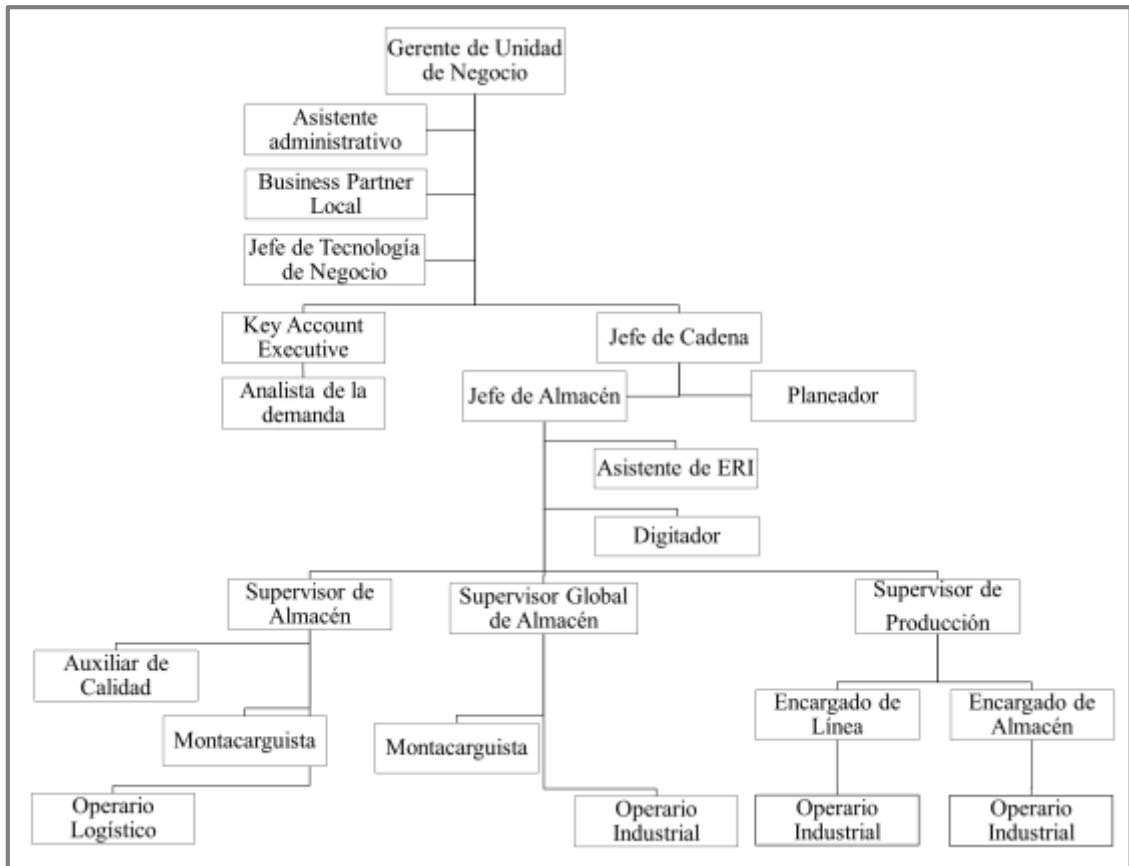 Gerente de Unidad
de Negocio
Asistente
administrativo
Business Partner
Local
Jefe de Tecnología
de Negocio
Key Account
Executive
Jefe de Cadena
Analista de la
demanda
Jefe de Almacén
Planeador
Asistente de ERI
Digitador
Supervisor de
Almacén
Supervisor Global
de Almacén
Supervisor de
Producción
Auxiliar de
Calidad
Encargado de
Línea
Encargado de
Almacén
Montacarguista
Montacarguista
Operario
Logístico
Operario
Industrial
Operario
Industrial
Operario
Industrial